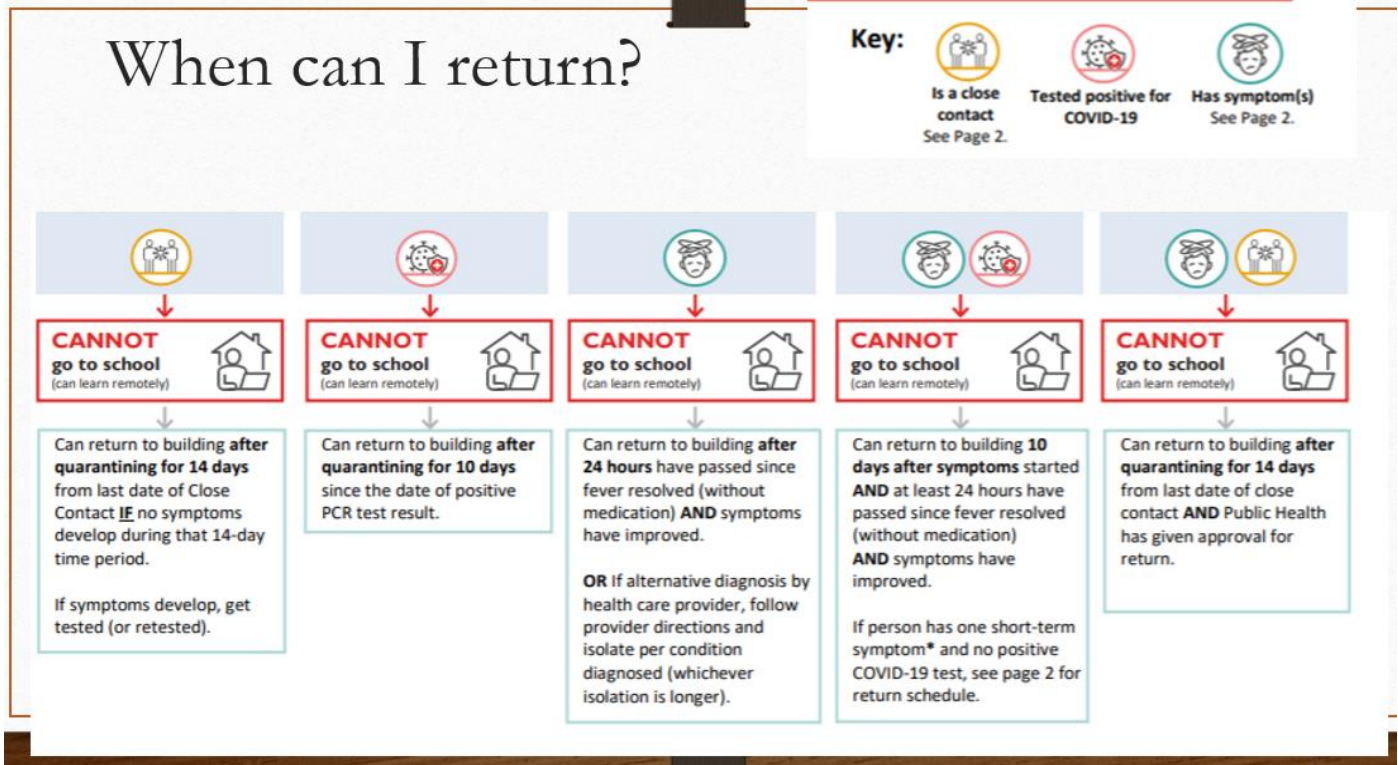 When can I return?
Key:
Is a close
contact
See Page 2.
Tested positive for
COVID-19
Has symptom(s)
See Page 2.
CANNOT
go to school
(can learn remotely)
Can return to building after
quarantining for 14 days
from last date of Close
Contact IF no symptoms
develop during that 14-day
time period.
If symptoms develop, get
tested (or retested).
CANNOT
go to school
(can learn remotely)
Can return to building after
quarantining for 10 days
since the date of positive
PCR test result.
CANNOT
go to school
(can learn remotely)
Can return to building after
24 hours have passed since
fever resolved (without
medication) AND symptoms
have improved.
OR If alternative diagnosis by
health care provider, follow
provider directions and
isolate per condition
diagnosed (whichever
isolation is longer).
CANNOT
go to school
(can learn remotely)
Can return to building 10
days after symptoms started
AND at least 24 hours have
passed since fever resolved
(without medication)
AND symptoms have
improved.
If person has one short-term
symptom* and no positive
COVID-19 test, see page 2 for
return schedule.
CANNOT
go to school
(can learn remotely)
Can return to building after
quarantining for 14 days
from last date of close
contact AND Public Health
has given approval for
return.